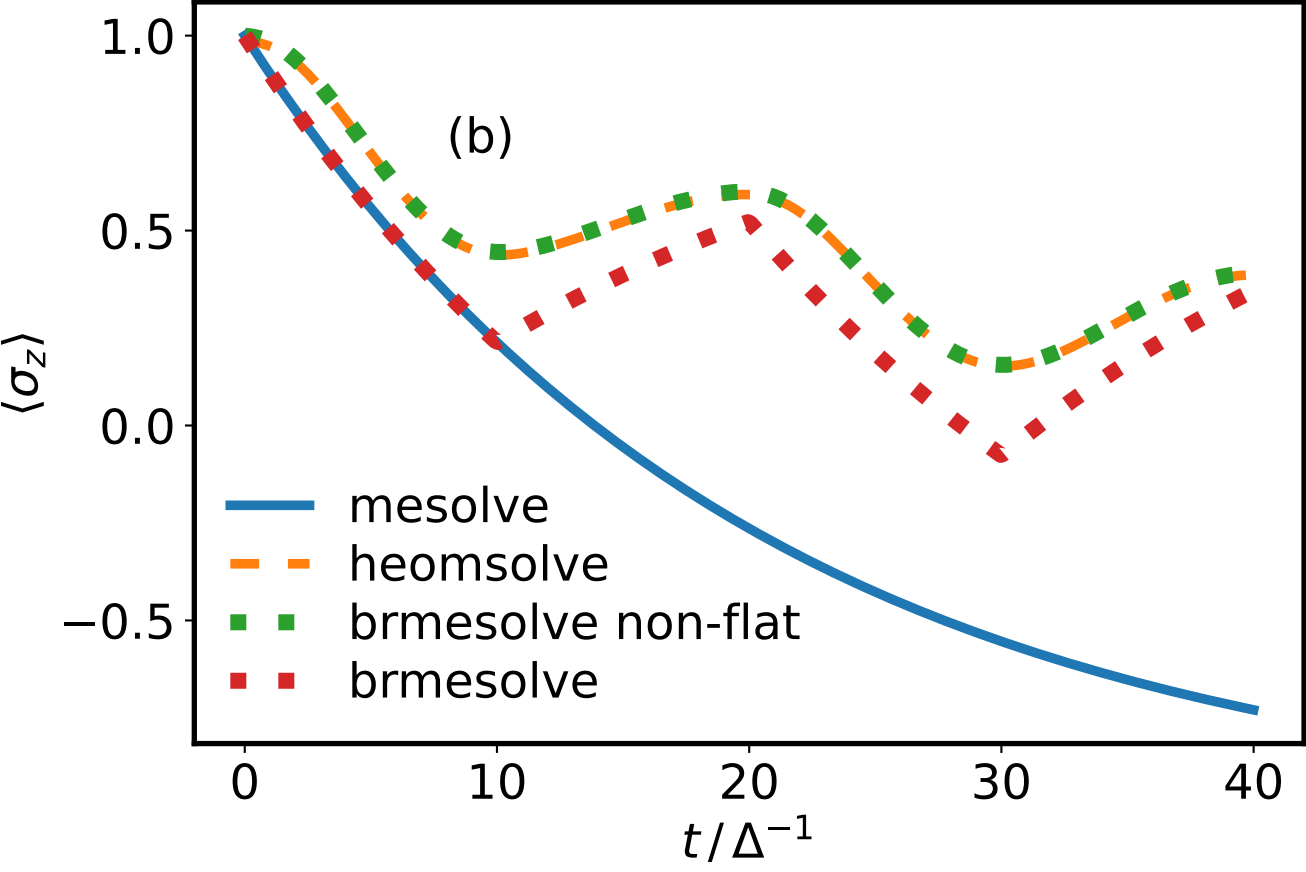 1.0
0.5
0.0
−0.5
⟨σz⟩
(b)
mesolve
heomsolve
brmesolve non-flat
brmesolve
0 10 20 30 40
t / Δ⁻¹